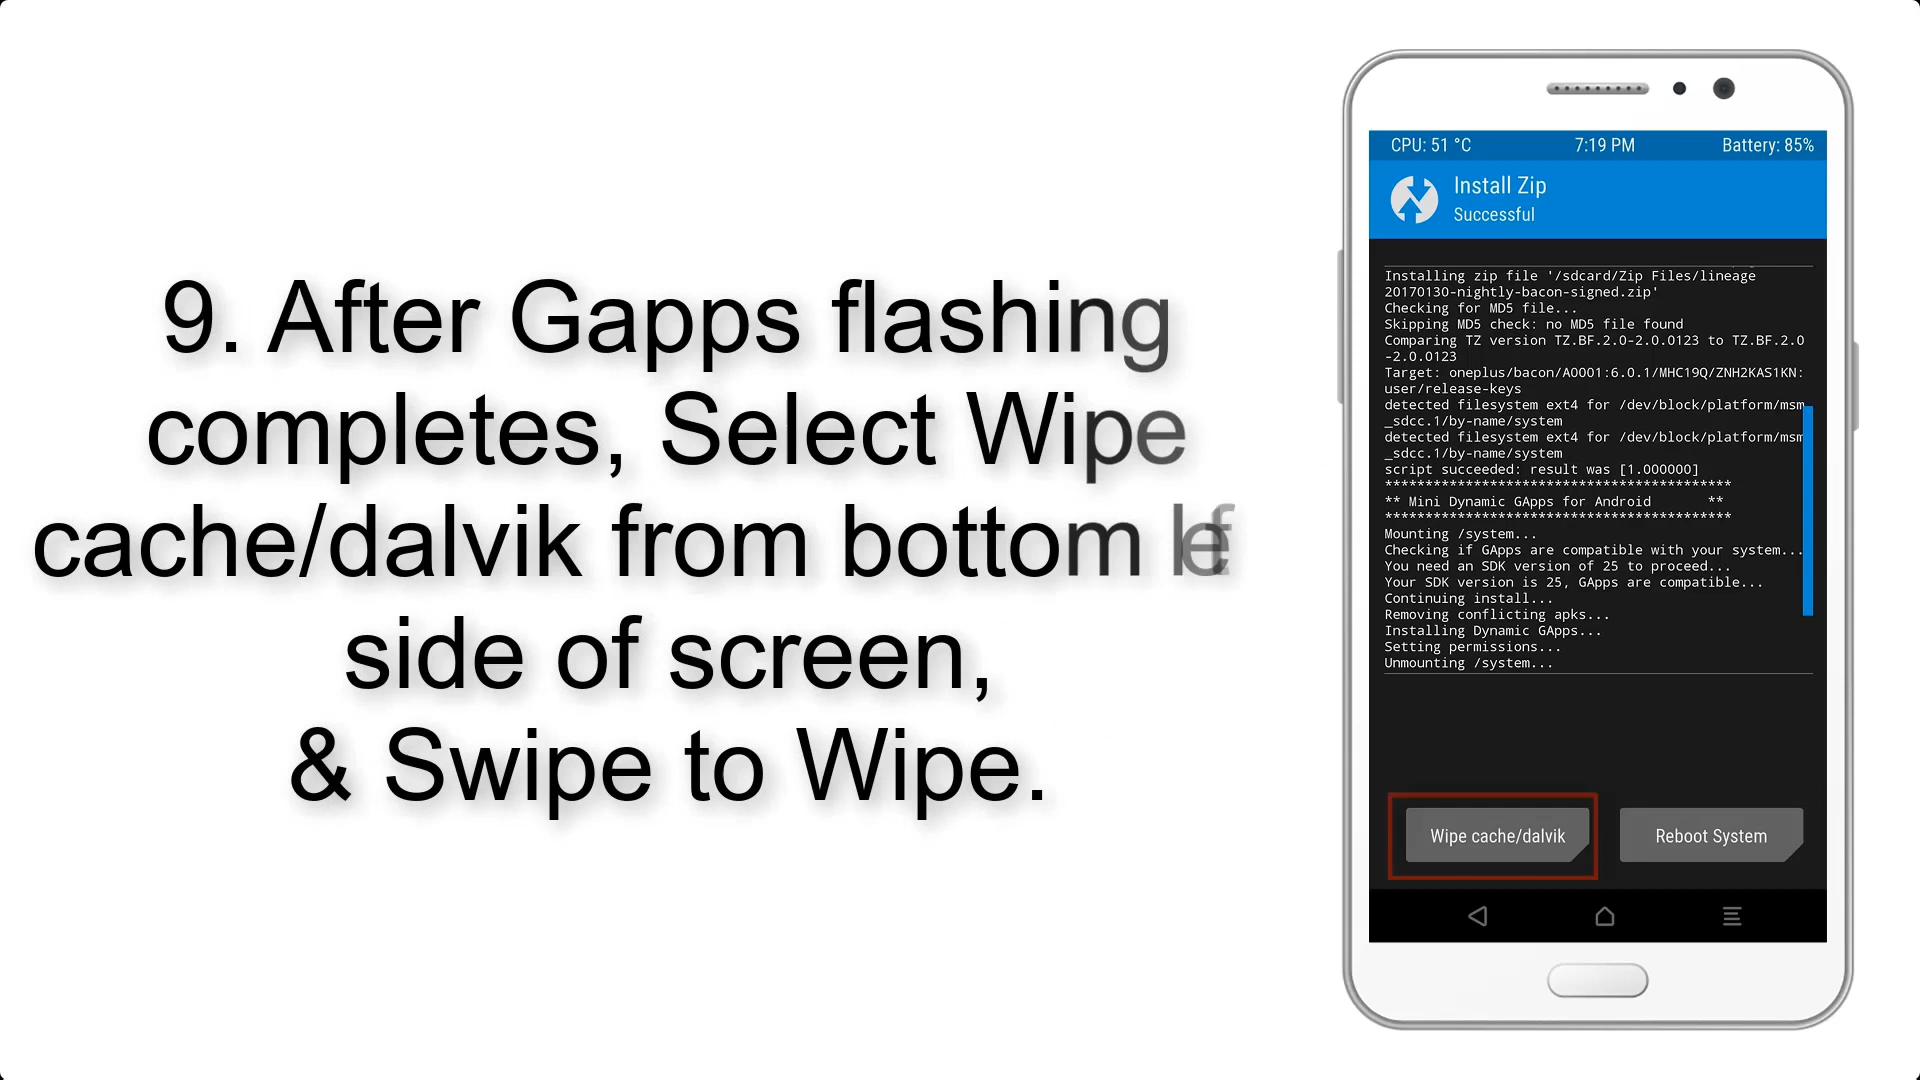 9. After Gapps flashing
completes, Select Wipe
cache/dalvik from bottom lef
side of screen,
& Swipe to Wipe.
CPU: 51 °C 7:19 PM Battery: 85%
Install Zip
Successful
Installing zip file '/sdcard/Zip Files/lineage
20170130-nightly-bacon-signed.zip'
Checking for MD5 file...
Skipping MD5 check: no MD5 file found
Comparing TZ version TZ.BF.2.0-2.0.0123 to TZ.BF.2.0
-2.0.0123
Target: oneplus/bacon/A0001:6.0.1/MHC19Q/ZNH2KAS1KN:
user/release-keys
detected filesystem ext4 for /dev/block/platform/msm
_sdcc.1/by-name/system
detected filesystem ext4 for /dev/block/platform/msm
_sdcc.1/by-name/system
script succeeded: result was [1.000000]
*******************************************
** Mini Dynamic GApps for Android **
*******************************************
Mounting /system...
Checking if GApps are compatible with your system...
You need an SDK version of 25 to proceed...
Your SDK version is 25, GApps are compatible...
Continuing install...
Removing conflicting apks...
Installing Dynamic GApps...
Setting permissions...
Unmounting /system...
Wipe cache/dalvik Reboot System